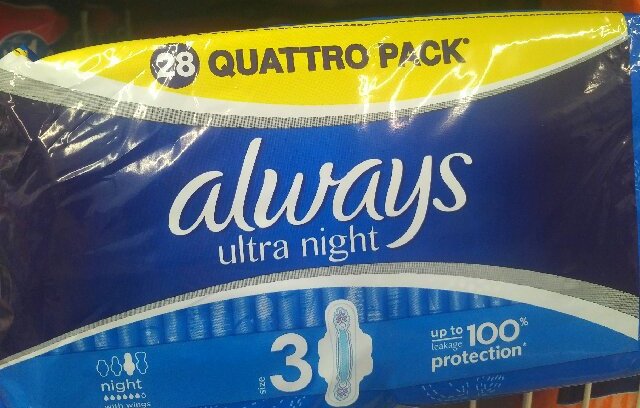 28 QUATTRO PACK*
always
ultra night
night
with wings
size 3
up to 100%
leakage
protection*